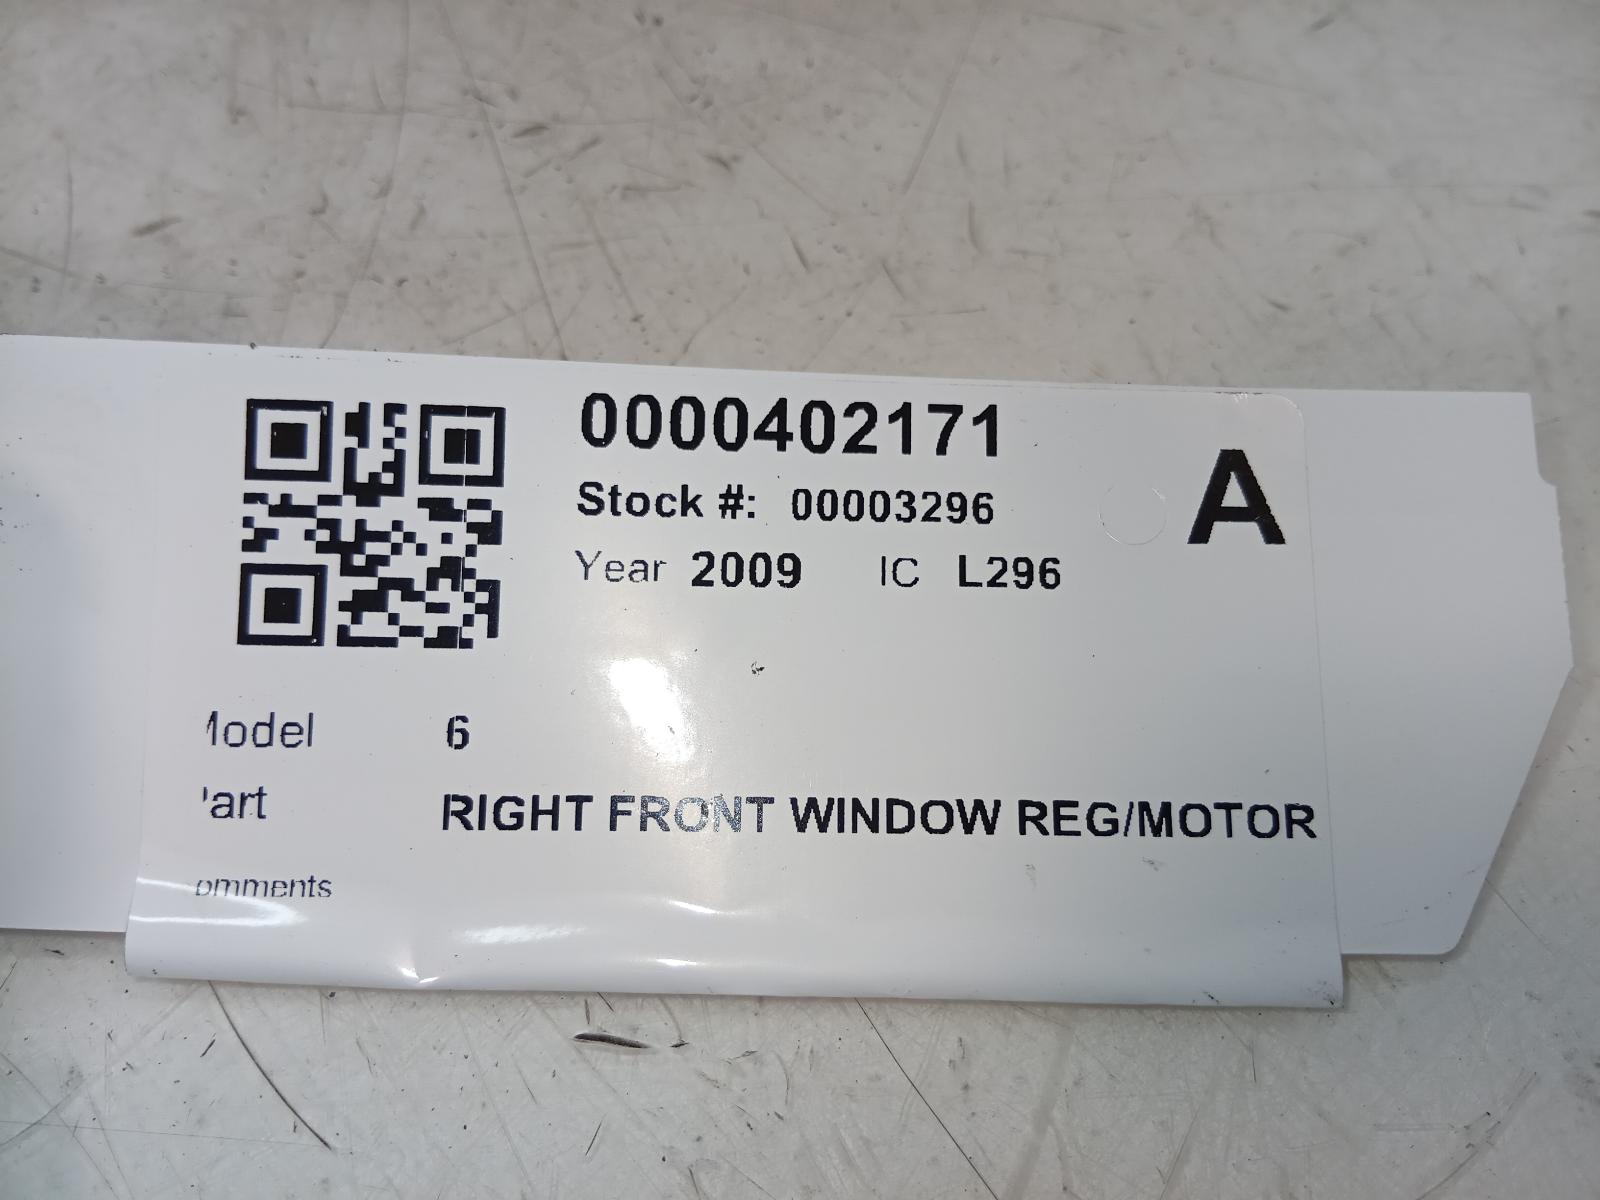 0000402171
A
Stock #: 00003296
Year 2009 IC L296
Model 6
Part RIGHT FRONT WINDOW REG/MOTOR
omments